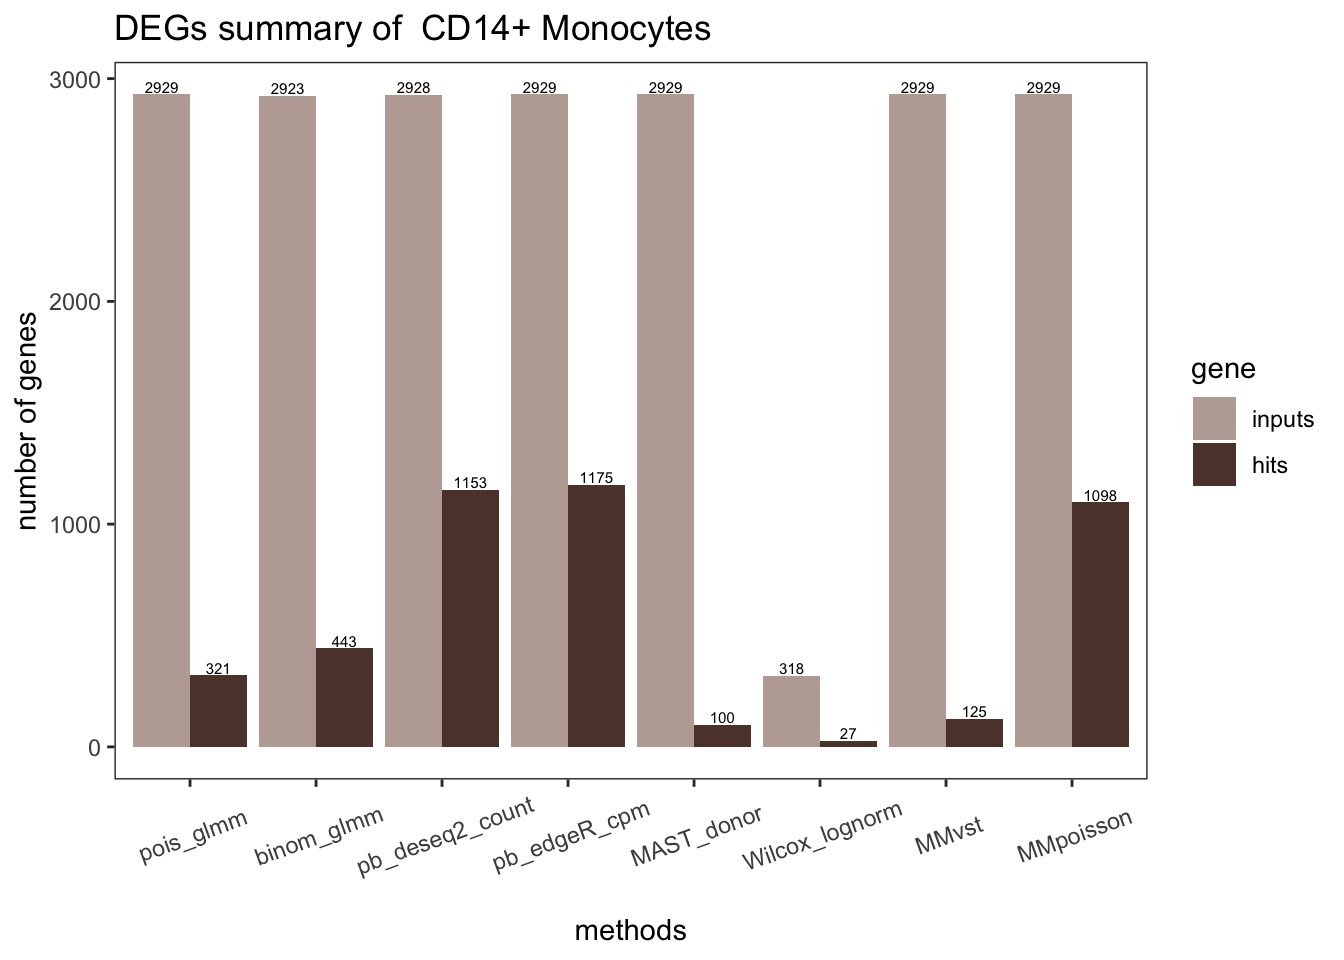 DEGs summary of  CD14+ Monocytes
number of genes
3000
2000
1000
0
2929
321
2923
443
2928
1153
2929
1175
2929
100
318
27
2929
125
2929
1098
pois_glmm
binom_glmm
pb_deseq2_count
pb_edgeR_cpm
MAST_donor
Wilcox_lognorm
MMvst
MMpoisson
methods
gene
inputs
hits